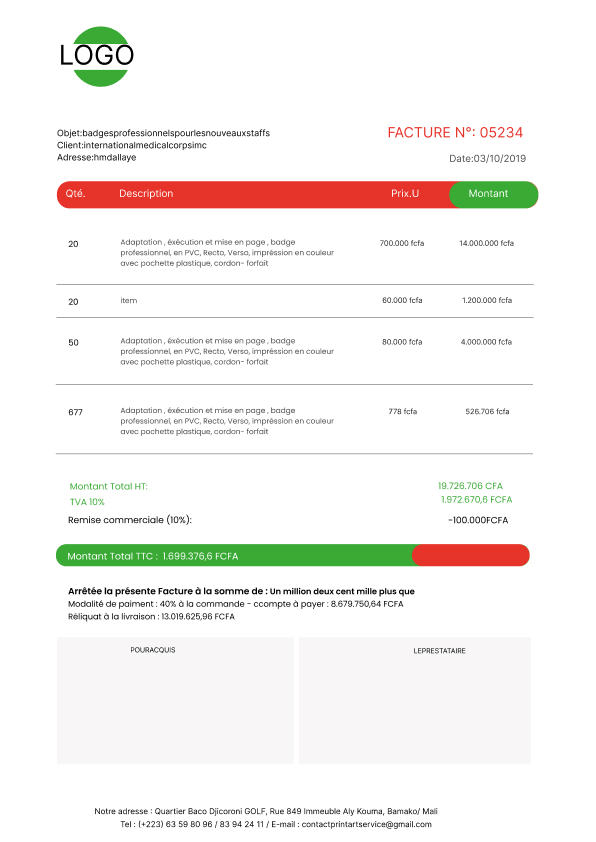 LOGO
Objet:badgesprofessionnelspourlesnouveauxstaffs
FACTURE N°: 05234
Client:internationalmedicalcorpsimc
Adresse:hmdallaye
Date:03/10/2019
Qté. Description Prix.U Montant
20 Adaptation , éxécution et mise en page , badge 700.000 fcfa 14.000.000 fcfa
professionnel, en PVC, Recto, Verso, impréssion en couleur
avec pochette plastique, cordon- forfait
20 item 60.000 fcfa 1.200.000 fcfa
50 Adaptation , éxécution et mise en page , badge 80.000 fcfa 4.000.000 fcfa
professionnel, en PVC, Recto, Verso, impréssion en couleur
avec pochette plastique, cordon- forfait
677 Adaptation , éxécution et mise en page , badge 778 fcfa 526.706 fcfa
professionnel, en PVC, Recto, Verso, impréssion en couleur
avec pochette plastique, cordon- forfait
Montant Total HT: 19.726.706 CFA
TVA 10% 1.972.670,6 FCFA
Remise commerciale (10%): -100.000FCFA
Montant Total TTC : 1.699.376,6 FCFA
Arrêtée la présente Facture à la somme de : Un million deux cent mille plus que
Modalité de paiment : 40% à la commande - ccompte à payer : 8.679.750,64 FCFA
Réliquat à la livraison : 13.019.625,96 FCFA
POURACQUIS LEPRESTATAIRE
Notre adresse : Quartier Baco Djicoroni GOLF, Rue 849 Immeuble Aly Kouma, Bamako/ Mali
Tel : (+223) 63 59 80 96 / 83 94 24 11 / E-mail : contactprintartservice@gmail.com